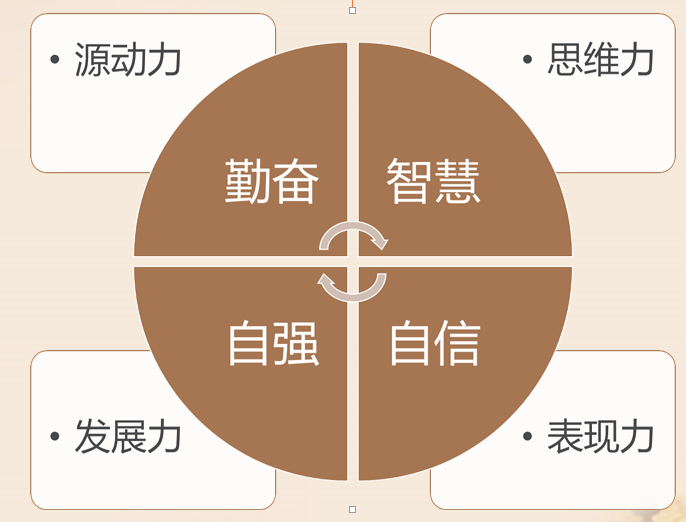 • 源动力
• 思维力
勤奋
智慧
自强
自信
• 发展力
• 表现力